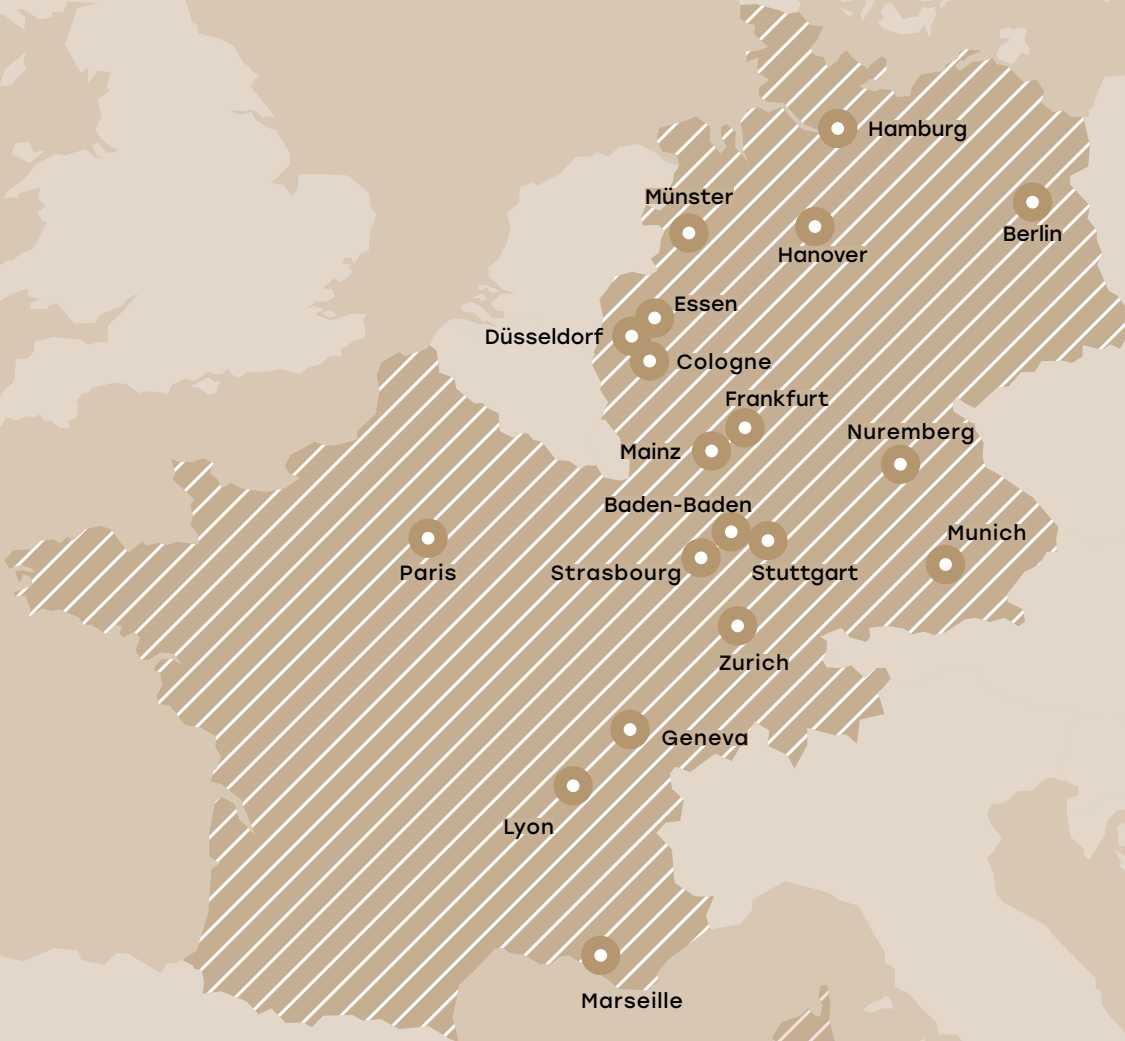 Hamburg
Münster
Berlin
Hanover
Essen
Düsseldorf
Cologne
Frankfurt
Nuremberg
Mainz
Baden-Baden
Munich
Paris
Strasbourg
Stuttgart
Zurich
Geneva
Lyon
Marseille